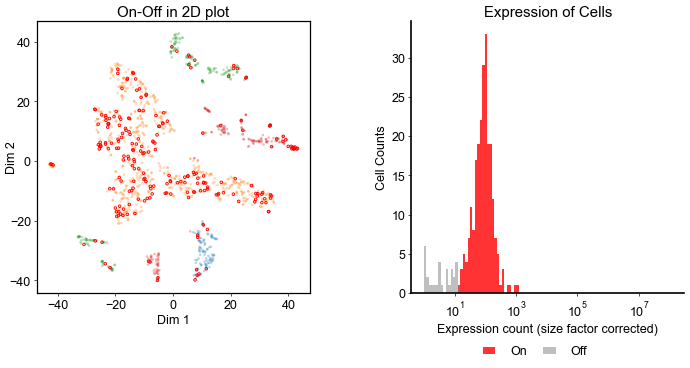 On-Off in 2D plot
40
20
0
−20
−40
Dim 2
−40 −20 0 20 40
Dim 1
Expression of Cells
30
25
20
15
10
5
0
Cell Counts
10^1 10^3 10^5 10^7
Expression count (size factor corrected)
On Off